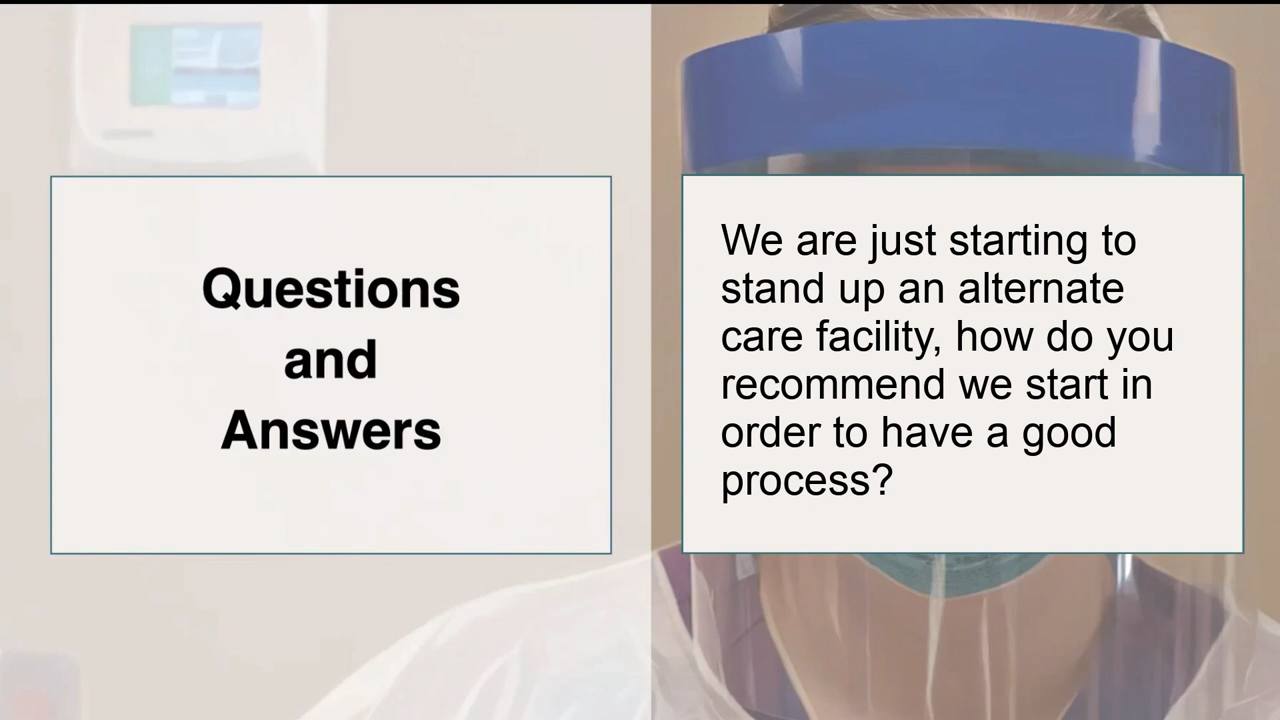 Questions
and
Answers
We are just starting to
stand up an alternate
care facility, how do you
recommend we start in
order to have a good
process?